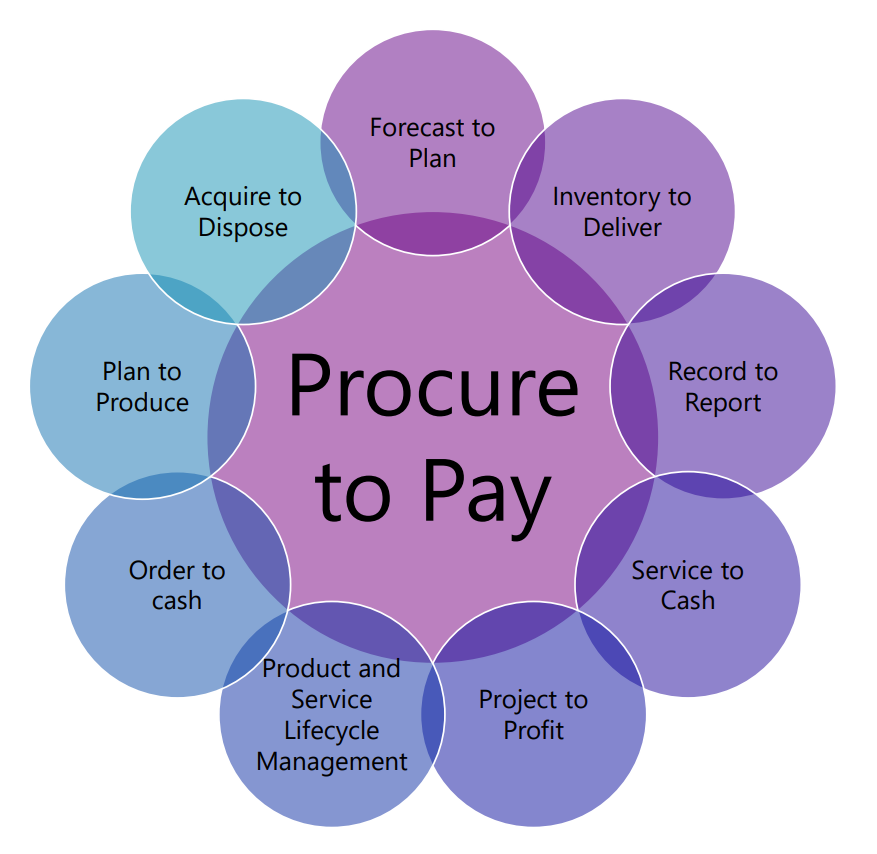 Forecast to
Plan
Inventory to
Deliver
Record to
Report
Service to
Cash
Project to
Profit
Product and
Service
Lifecycle
Management
Order to
cash
Plan to
Produce
Acquire to
Dispose
Procure
to Pay